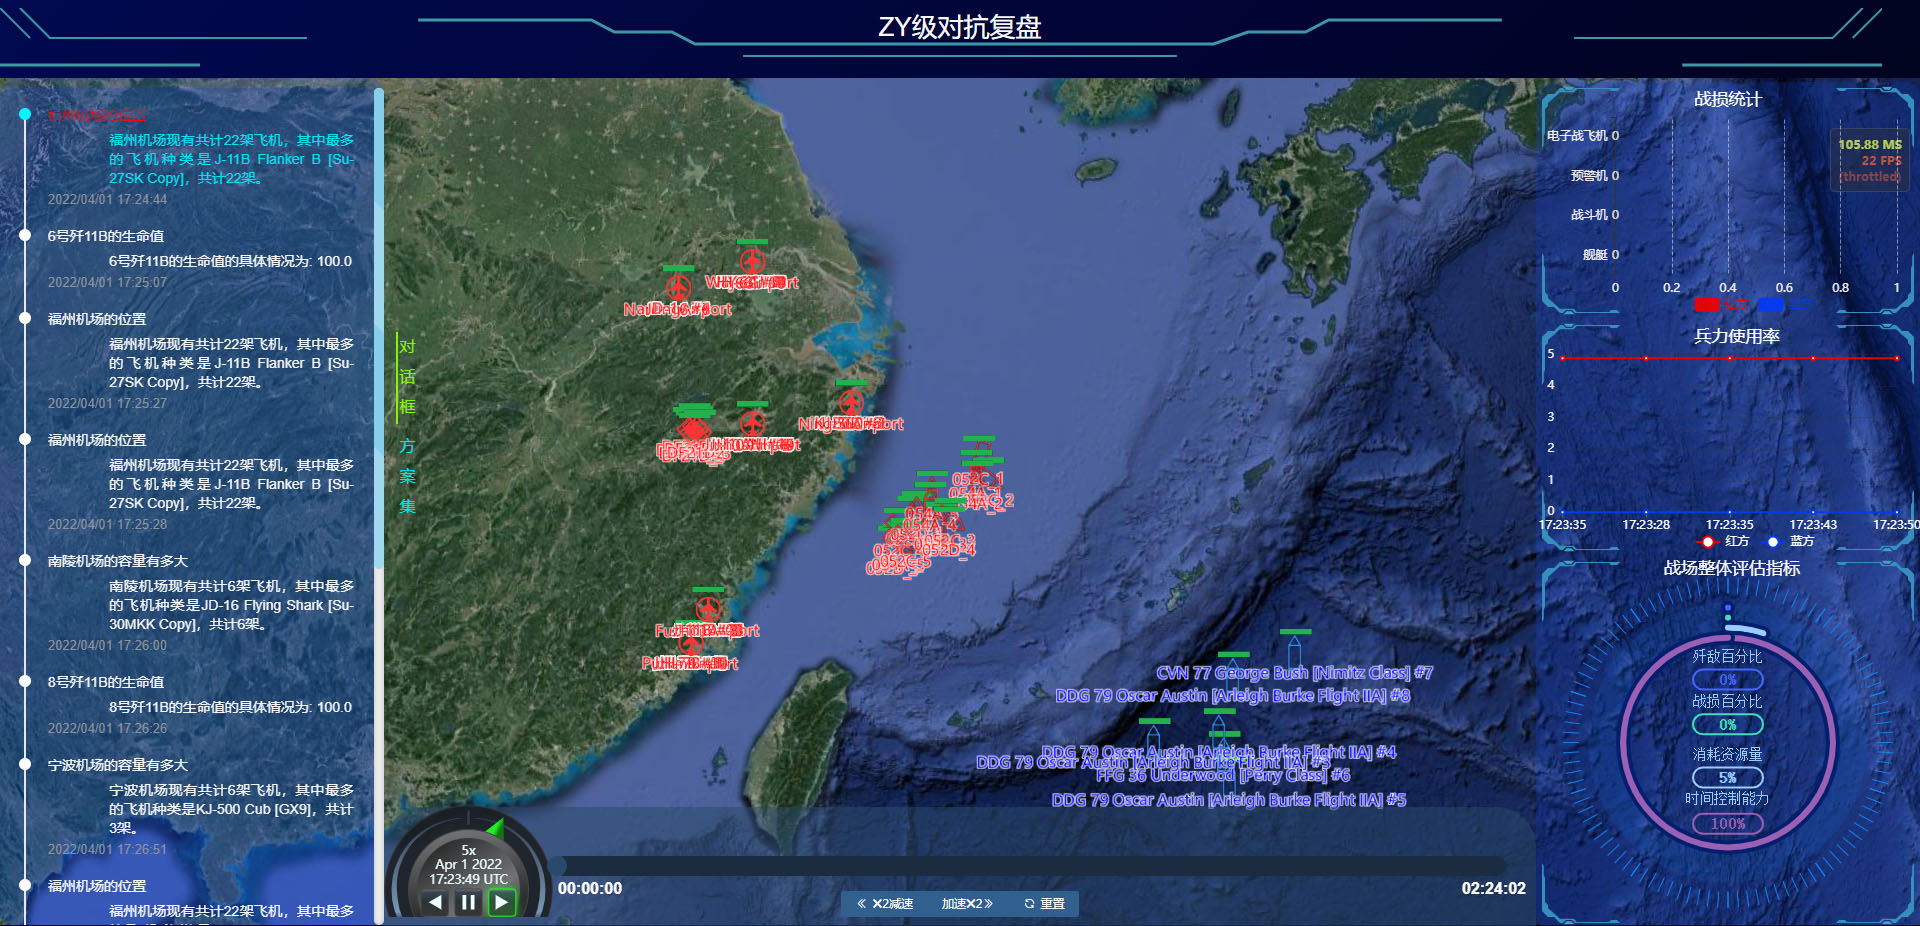 ZY级对抗复盘
福州机场现有共计22架飞机，其中最多
的飞机种类是J-11B Flanker B [Su-
27SK Copy]，共计22架。
2022/04/01 17:24:44
6号歼11B的生命值
6号歼11B的生命值的具体情况为: 100.0
2022/04/01 17:25:07
福州机场的位置
福州机场现有共计22架飞机，其中最多
的飞机种类是J-11B Flanker B [Su-
27SK Copy]，共计22架。
2022/04/01 17:25:27
福州机场的位置
福州机场现有共计22架飞机，其中最多
的飞机种类是J-11B Flanker B [Su-
27SK Copy]，共计22架。
2022/04/01 17:25:28
南陵机场的容量有多大
南陵机场现有共计6架飞机，其中最多
的飞机种类是JD-16 Flying Shark [Su-
30MKK Copy]，共计6架。
2022/04/01 17:26:00
8号歼11B的生命值
8号歼11B的生命值的具体情况为: 100.0
2022/04/01 17:26:26
宁波机场的容量有多大
宁波机场现有共计6架飞机，其中最多
的飞机种类是KJ-500 Cub [GX9]，共计
3架。
2022/04/01 17:26:51
福州机场的位置
福州机场现有共计22架飞机，其中最多
对话框
方案集
052C_1
CVN 77 George Bush [Nimitz Class] #7
DDG 79 Oscar Austin [Arleigh Burke Flight IIA] #8
DDG 79 Oscar Austin [Arleigh Burke Flight IIA] #4
DDG 79 Oscar Austin [Arleigh Burke Flight IIA] #3
FFG 36 Underwood [Perry Class] #6
DDG 79 Oscar Austin [Arleigh Burke Flight IIA] #5
5x
Apr 1 2022
17:23:49 UTC
00:00:00
02:24:02
×2减速
加速×2
重置
战损统计
电子战飞机 0
预警机 0
战斗机 0
舰艇 0
0 0.2 0.4 0.6 0.8 1
105.88 MS
22 FPS
(throttled)
兵力使用率
5
4
3
2
1
0
17:23:35 17:23:28 17:23:35 17:23:43 17:23:50
红方 蓝方
战场整体评估指标
歼敌百分比
0%
战损百分比
0%
消耗资源量
5%
时间控制能力
100%